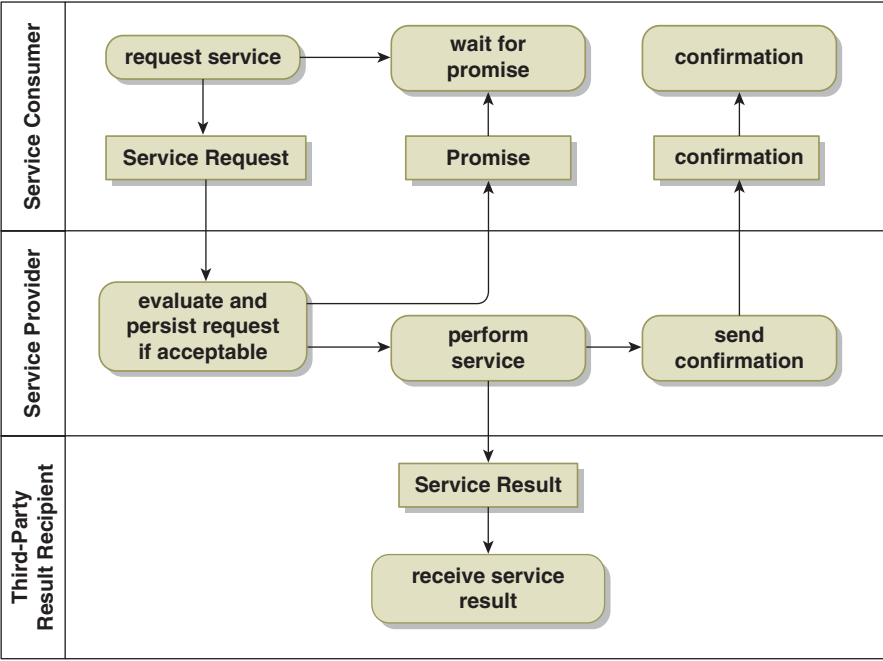 Service Consumer
request service
wait for
promise
confirmation
Service Request
Promise
confirmation
Service Provider
evaluate and
persist request
if acceptable
perform
service
send
confirmation
Third-Party
Result Recipient
Service Result
receive service
result